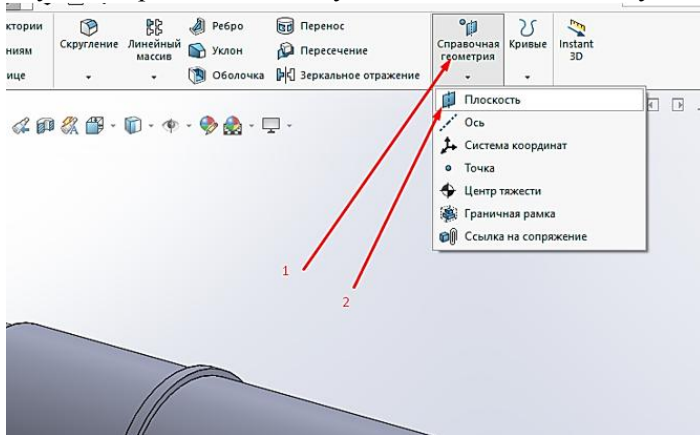 ктории
ниям
ице
Скругление
Линейный
массив
Ребро
Уклон
Оболочка
Перенос
Пересечение
Зеркальное отражение
Справочная
геометрия
Кривые
Instant
3D
Плоскость
Ось
Система координат
Точка
Центр тяжести
Граничная рамка
Ссылка на сопряжение
1
2